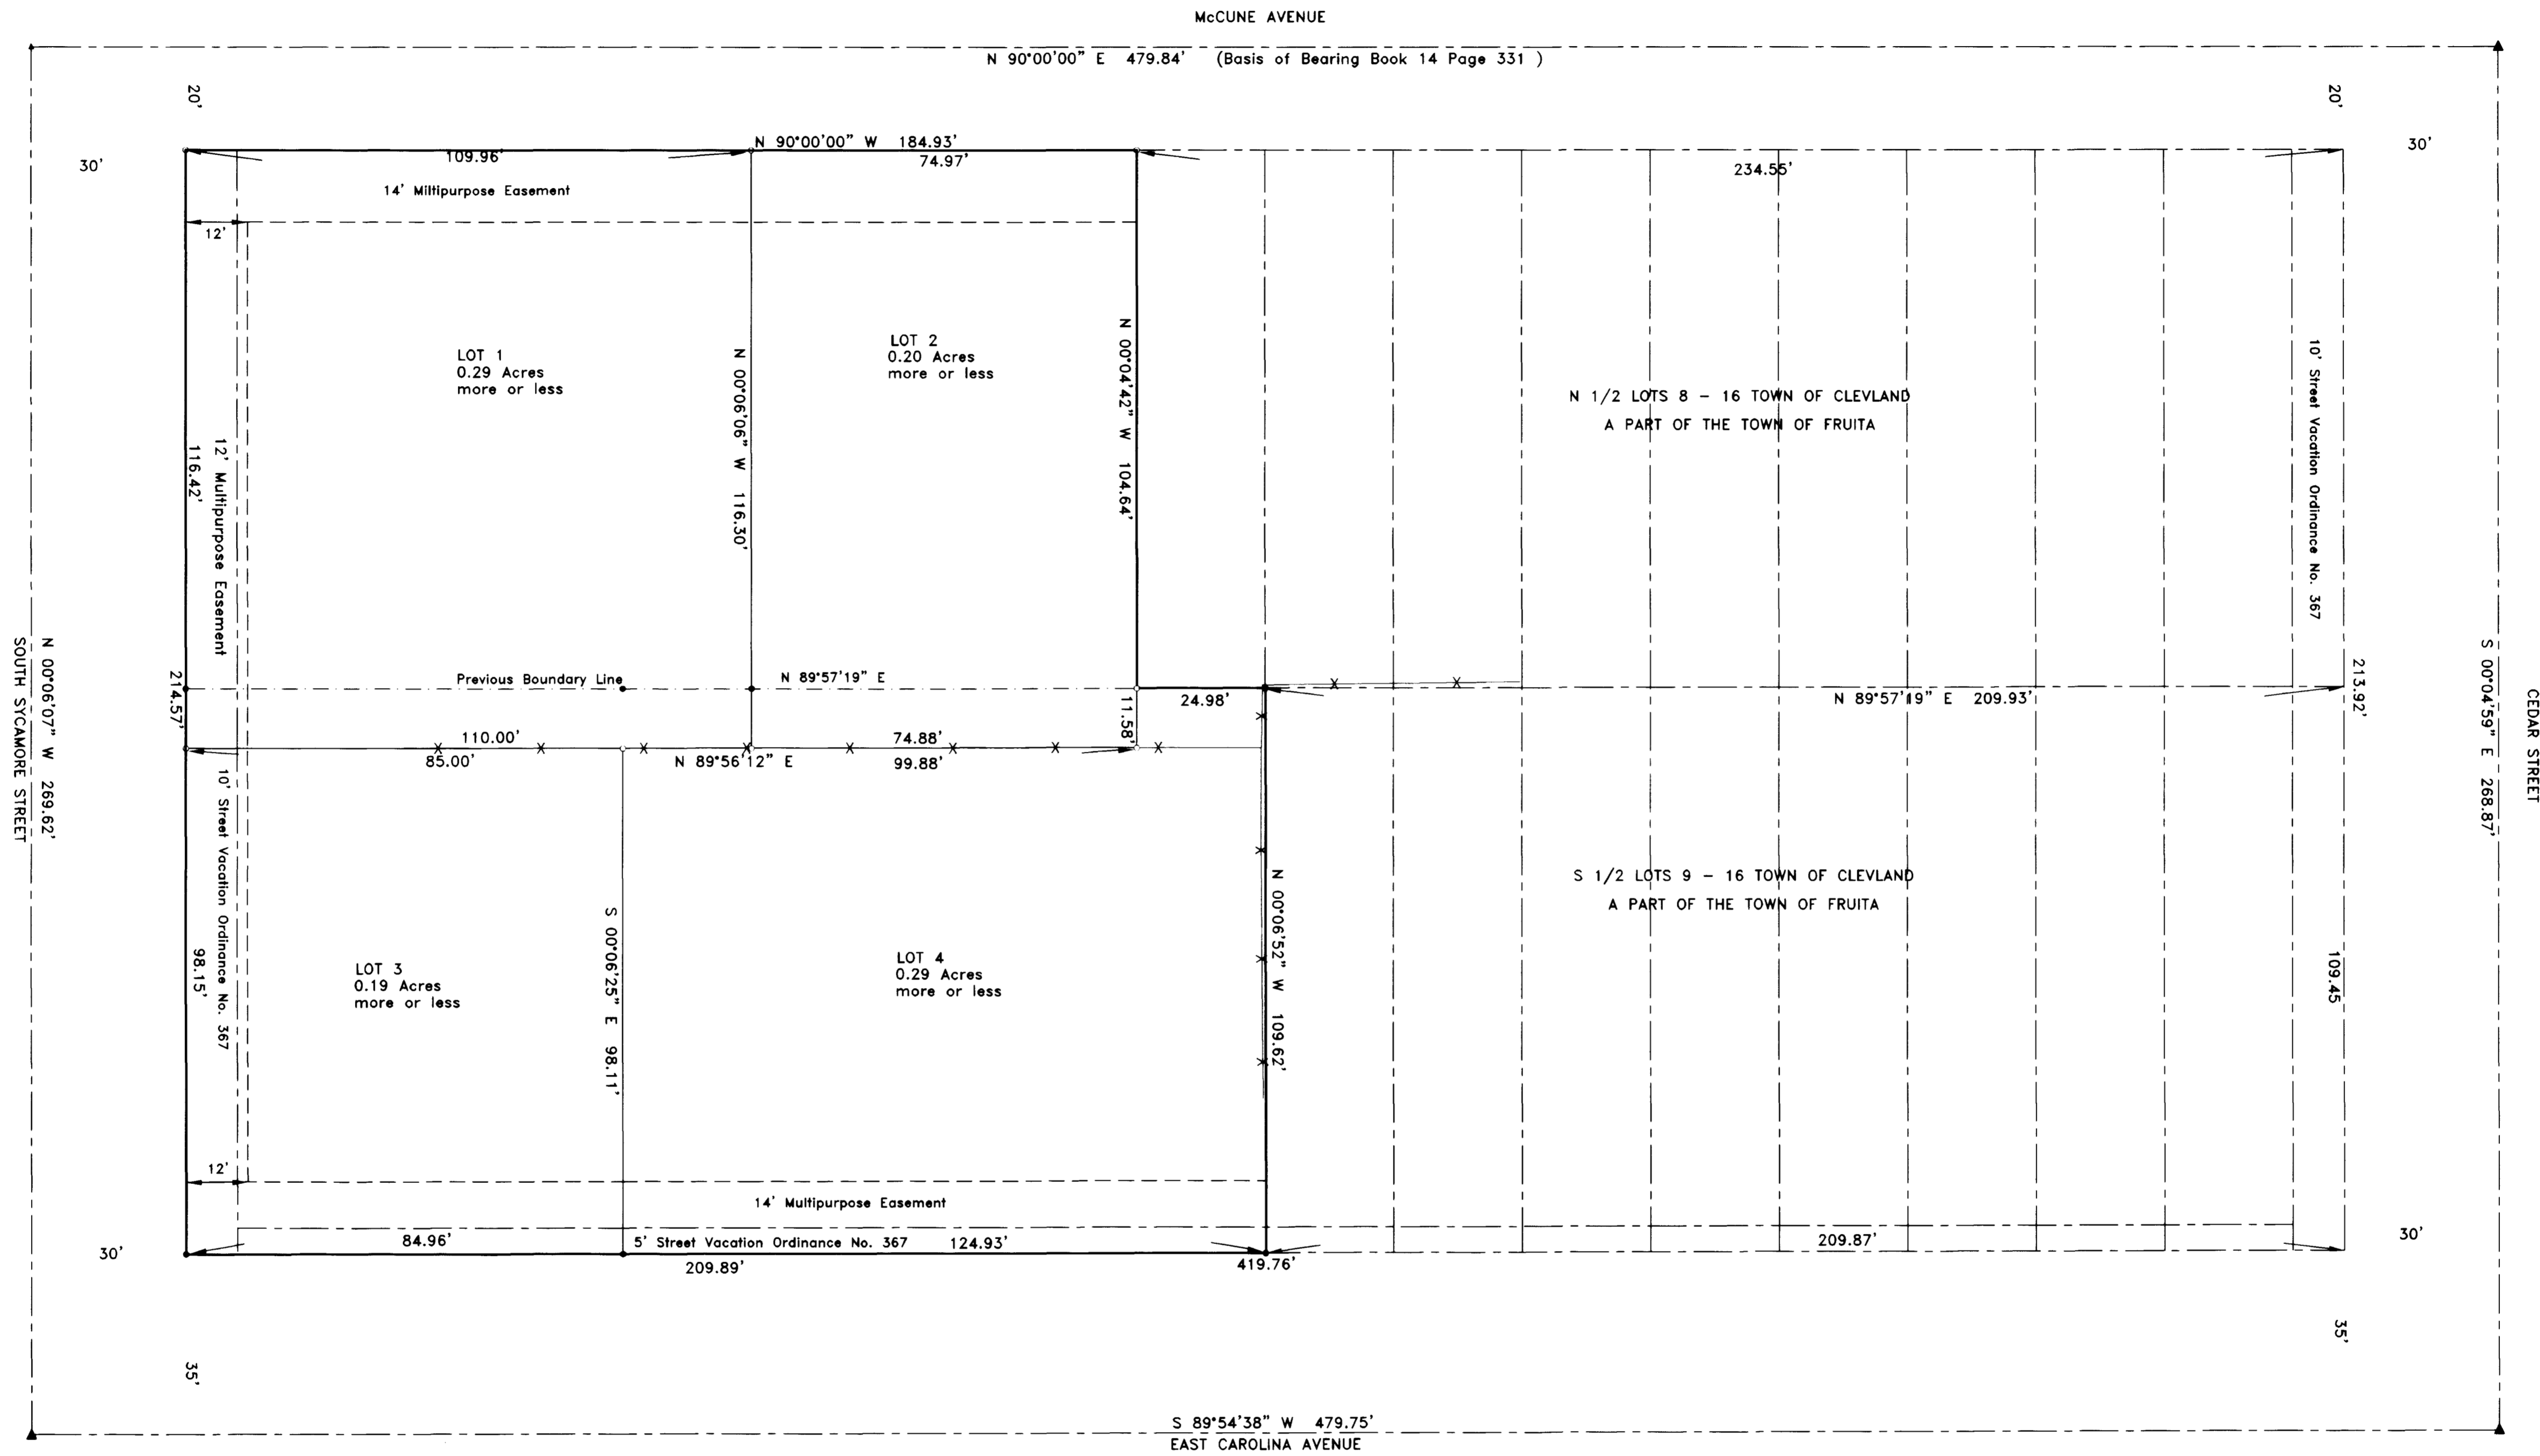 McCUNE AVENUE
N 90°00'00" E 479.84' (Basis of Bearing Book 14 Page 331 )
20'
20'
30'
30'
N 90°00'00" W 184.93'
109.96'
74.97'
234.55'
14' Miltipurpose Easement
12'
LOT 1
0.29 Acres
more or less
LOT 2
0.20 Acres
more or less
N 00°06'06" W 116.30'
N 00°04'42" W 104.64'
116.42'
12' Multipurpose Easement
N 1/2 LOTS 8 - 16 TOWN OF CLEVLAND
A PART OF THE TOWN OF FRUITA
10' Street Vacation Ordinance No. 367
SOUTH SYCAMORE STREET
N 00°06'07" W 269.62'
214.57'
Previous Boundary Line
N 89°57'19" E
24.98'
11.58'
N 89°57'19" E 209.93'
213.92'
S 00°04'59" E 268.87'
CEDAR STREET
110.00'
74.88'
85.00'
N 89°56'12" E
99.88'
10' Street Vacation Ordinance No. 367
98.15'
LOT 3
0.19 Acres
more or less
S 00°06'25" E 98.11'
LOT 4
0.29 Acres
more or less
N 00°06'52" W 109.62'
S 1/2 LOTS 9 - 16 TOWN OF CLEVLAND
A PART OF THE TOWN OF FRUITA
109.45
12'
14' Multipurpose Easement
30'
84.96'
5' Street Vacation Ordinance No. 367
124.93'
209.87'
30'
209.89'
419.76'
35'
35'
S 89°54'38" W 479.75'
EAST CAROLINA AVENUE